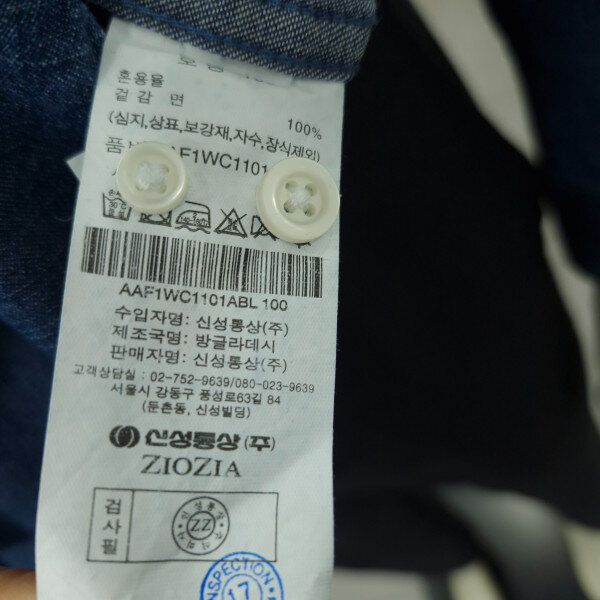 혼용율
겉감 면 100%
(심지,상표,보강재,자수,장식제외)
AAF1WC1101ABL 100
수입자명: 신성통상(주)
제조국명: 방글라데시
판매자명: 신성통상(주)
고객상담실: 02-752-9639/080-023-9639
서울시 강동구 풍성로63길 84
(둔촌동, 신성빌딩)
신성통상(주)
ZIOZIA
검사필
ZZ
INSPECTION
17